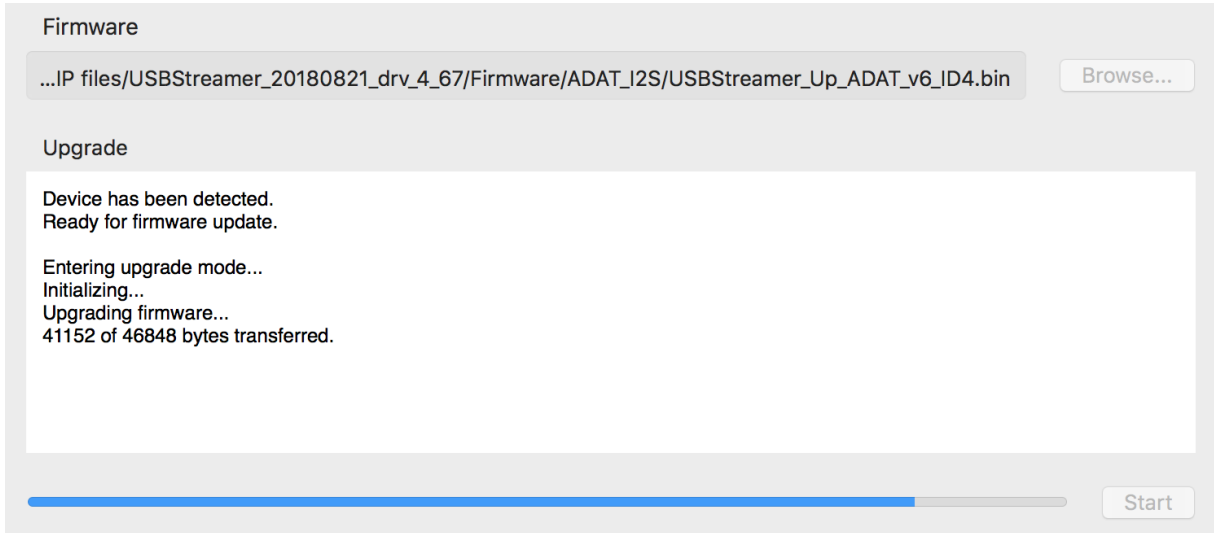 Firmware
...IP files/USBStreamer_20180821_drv_4_67/Firmware/ADAT_I2S/USBStreamer_Up_ADAT_v6_ID4.bin
Browse...
Upgrade
Device has been detected.
Ready for firmware update.
Entering upgrade mode...
Initializing...
Upgrading firmware...
41152 of 46848 bytes transferred.
Start